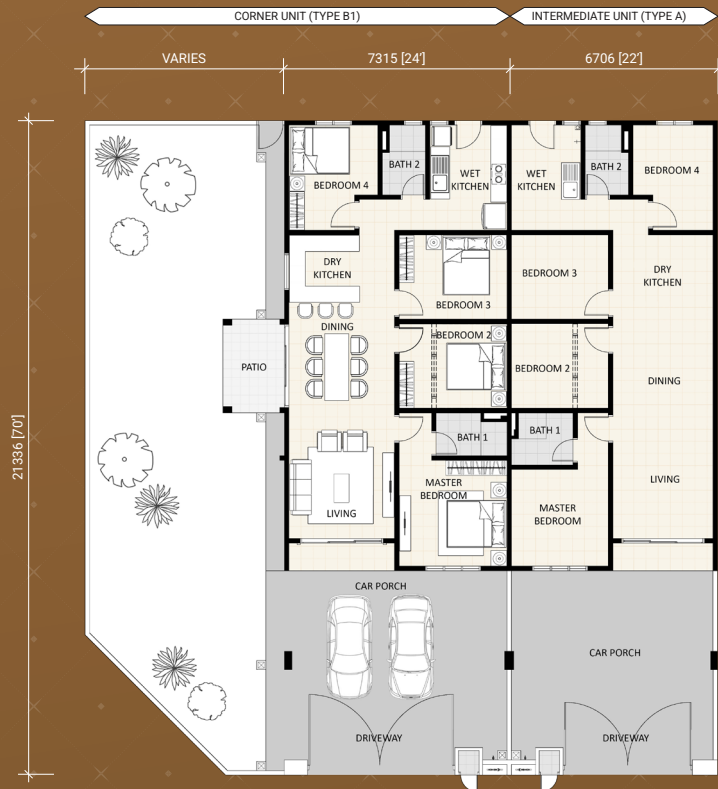 CORNER UNIT (TYPE B1)
INTERMEDIATE UNIT (TYPE A)
VARIES
7315 [24']
6706 [22']
21336 [70']
BEDROOM 4
BATH 2
WET
KITCHEN
WET
KITCHEN
BATH 2
BEDROOM 4
DRY
KITCHEN
BEDROOM 3
BEDROOM 3
DRY
KITCHEN
DINING
BEDROOM 2
PATIO
BEDROOM 2
DINING
BATH 1
BATH 1
MASTER
BEDROOM
LIVING
LIVING
MASTER
BEDROOM
CAR PORCH
CAR PORCH
DRIVEWAY
DRIVEWAY